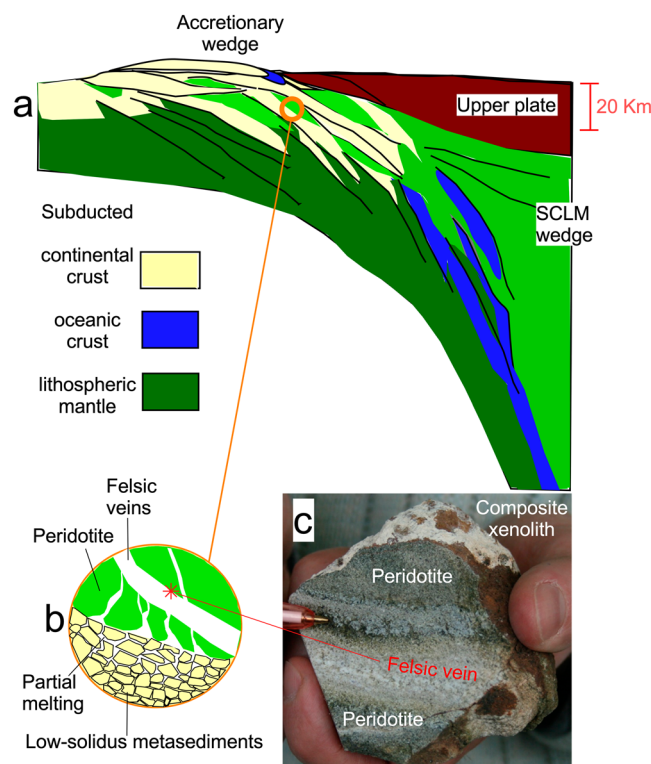 Accretionary
wedge
a
Upper plate
20 Km
SCLM
wedge
Subducted
continental
crust
oceanic
crust
lithospheric
mantle
Felsic
veins
Peridotite
b
Partial
melting
Low-solidus metasediments
c
Composite
xenolith
Peridotite
Felsic vein
Peridotite